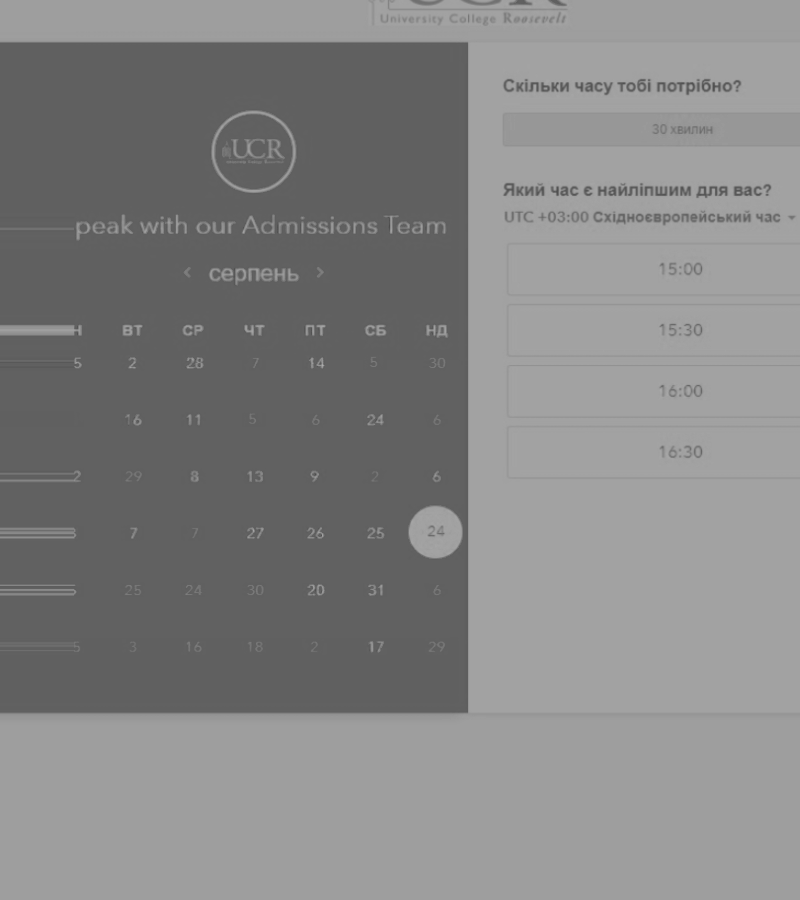 University College Roosevelt
UCR
peak with our Admissions Team
серпень
Н ВТ СР ЧТ ПТ СБ НД
5 2 28 7 14 5 30
16 11 5 6 24 6
2 29 8 13 9 2 6
7 7 27 26 25 24
25 24 30 20 31 6
5 3 16 18 2 17 29
Скільки часу тобі потрібно?
30 хвилин
Який час є найліпшим для вас?
UTC +03:00 Східноєвропейський час
15:00
15:30
16:00
16:30